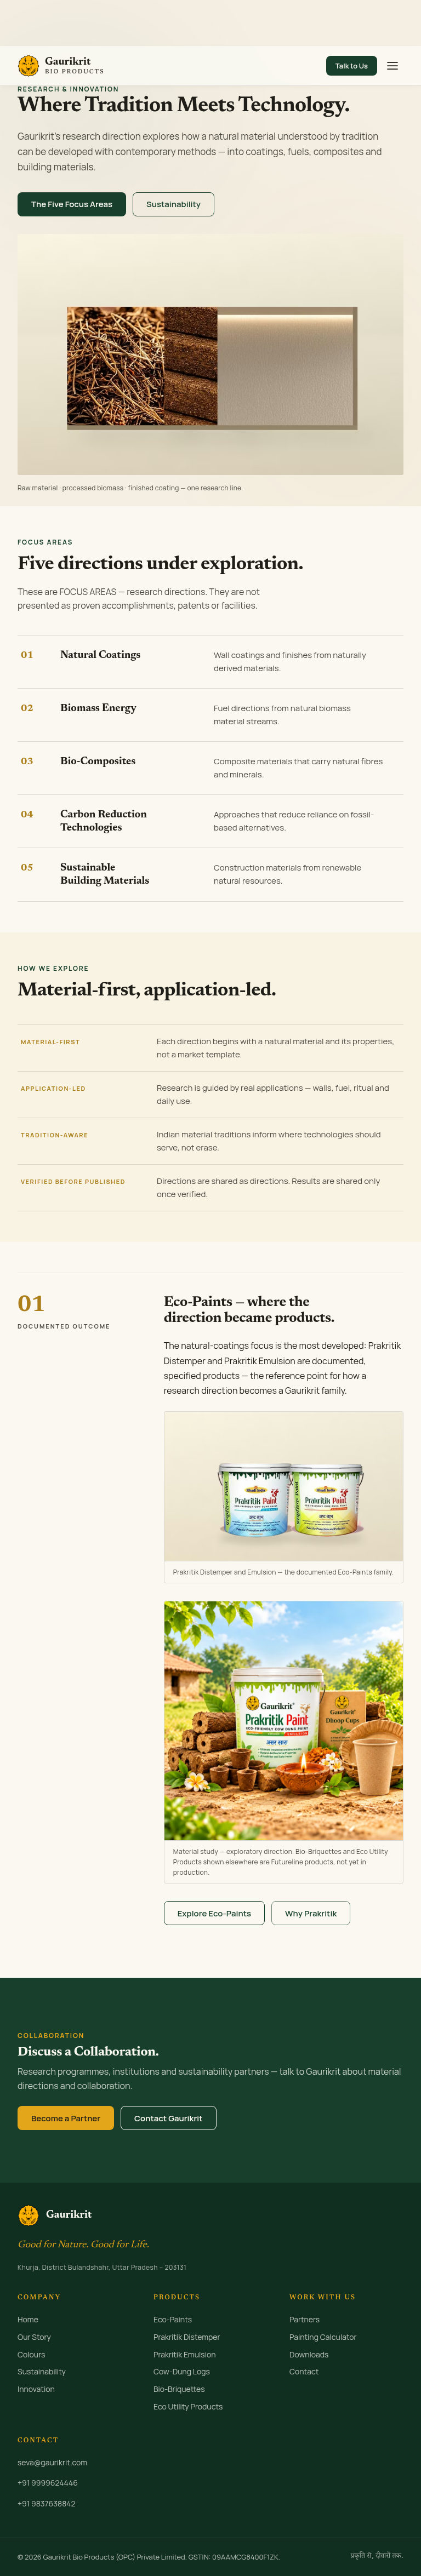 Gaurikrit
BIO PRODUCTS
Talk to Us
RESEARCH & INNOVATION
Where Tradition Meets Technology.
Gaurikrit's research direction explores how a natural material understood by tradition
can be developed with contemporary methods — into coatings, fuels, composites and
building materials.
The Five Focus Areas
Sustainability
Raw material · processed biomass · finished coating — one research line.
FOCUS AREAS
Five directions under exploration.
These are FOCUS AREAS — research directions. They are not
presented as proven accomplishments, patents or facilities.
01
Natural Coatings
Wall coatings and finishes from naturally
derived materials.
02
Biomass Energy
Fuel directions from natural biomass
material streams.
03
Bio-Composites
Composite materials that carry natural fibres
and minerals.
04
Carbon Reduction
Technologies
Approaches that reduce reliance on fossil-
based alternatives.
05
Sustainable
Building Materials
Construction materials from renewable
natural resources.
HOW WE EXPLORE
Material-first, application-led.
MATERIAL-FIRST
Each direction begins with a natural material and its properties,
not a market template.
APPLICATION-LED
Research is guided by real applications — walls, fuel, ritual and
daily use.
TRADITION-AWARE
Indian material traditions inform where technologies should
serve, not erase.
VERIFIED BEFORE PUBLISHED
Directions are shared as directions. Results are shared only
once verified.
01
DOCUMENTED OUTCOME
Eco-Paints — where the
direction became products.
The natural-coatings focus is the most developed: Prakritik
Distemper and Prakritik Emulsion are documented,
specified products — the reference point for how a
research direction becomes a Gaurikrit family.
Prakritik Paint
Prakritik Paint
Prakritik Distemper and Emulsion — the documented Eco-Paints family.
Gaurikrit
Prakritik Paint
ECO-FRIENDLY COW DUNG PAINT
Gaurikrit
Dhoop Cups
Material study — exploratory direction. Bio-Briquettes and Eco Utility
Products shown elsewhere are Futureline products, not yet in
production.
Explore Eco-Paints
Why Prakritik
COLLABORATION
Discuss a Collaboration.
Research programmes, institutions and sustainability partners — talk to Gaurikrit about material
directions and collaboration.
Become a Partner
Contact Gaurikrit
Gaurikrit
Good for Nature. Good for Life.
Khurja, District Bulandshahr, Uttar Pradesh – 203131
COMPANY
Home
Our Story
Colours
Sustainability
Innovation
PRODUCTS
Eco-Paints
Prakritik Distemper
Prakritik Emulsion
Cow-Dung Logs
Bio-Briquettes
Eco Utility Products
WORK WITH US
Partners
Painting Calculator
Downloads
Contact
CONTACT
seva@gaurikrit.com
+91 9999624446
+91 9837638842
© 2026 Gaurikrit Bio Products (OPC) Private Limited. GSTIN: 09AAMCG8400F1ZK.
प्रकृति से, दीवारों तक.